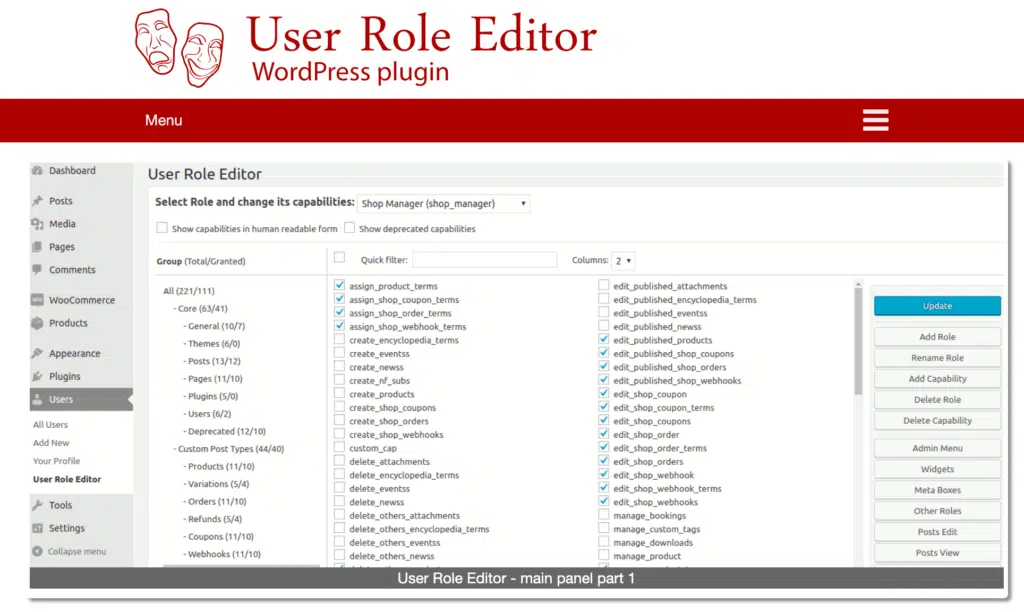 User Role Editor
WordPress plugin
Menu
Dashboard
Posts
Media
Pages
Comments
WooCommerce
Products
Appearance
Plugins
Users
All Users
Add New
Your Profile
User Role Editor
Tools
Settings
Collapse menu
User Role Editor
Select Role and change its capabilities: Shop Manager (shop_manager)
Show capabilities in human readable form Show deprecated capabilities
Group (Total/Granted)
Quick filter: Columns: 2
All (221/111)
- Core (63/41)
- General (10/7)
- Themes (6/0)
- Posts (13/12)
- Pages (11/10)
- Plugins (5/0)
- Users (6/2)
- Deprecated (12/10)
- Custom Post Types (44/40)
- Products (11/10)
- Variations (5/4)
- Orders (11/10)
- Refunds (5/4)
- Coupons (11/10)
- Webhooks (11/10)
assign_product_terms
assign_shop_coupon_terms
assign_shop_order_terms
assign_shop_webhook_terms
create_encyclopedia_terms
create_eventss
create_newss
create_nf_subs
create_products
create_shop_coupons
create_shop_orders
create_shop_webhooks
custom_cap
delete_attachments
delete_encyclopedia_terms
delete_eventss
delete_newss
delete_others_attachments
delete_others_encyclopedia_terms
delete_others_eventss
delete_others_newss
edit_published_attachments
edit_published_encyclopedia_terms
edit_published_eventss
edit_published_newss
edit_published_products
edit_published_shop_coupons
edit_published_shop_orders
edit_published_shop_webhooks
edit_shop_coupon
edit_shop_coupon_terms
edit_shop_coupons
edit_shop_order
edit_shop_order_terms
edit_shop_orders
edit_shop_webhook
edit_shop_webhook_terms
edit_shop_webhooks
manage_bookings
manage_custom_tags
manage_downloads
manage_product
Update
Add Role
Rename Role
Add Capability
Delete Role
Delete Capability
Admin Menu
Widgets
Meta Boxes
Other Roles
Posts Edit
Posts View
User Role Editor - main panel part 1